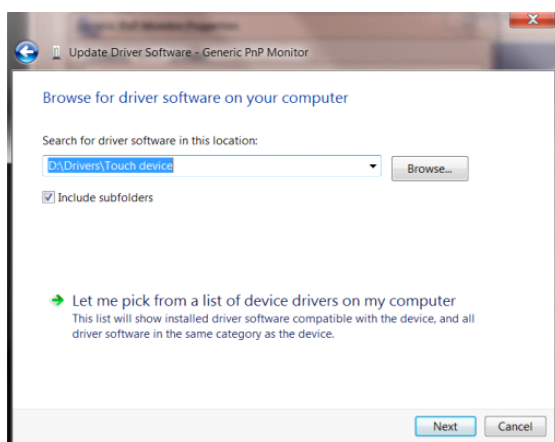 Update Driver Software - Generic PnP Monitor
Browse for driver software on your computer
Search for driver software in this location:
D:\Drivers\Touch device
Browse...
Include subfolders
Let me pick from a list of device drivers on my computer
This list will show installed driver software compatible with the device, and all
driver software in the same category as the device.
Next
Cancel